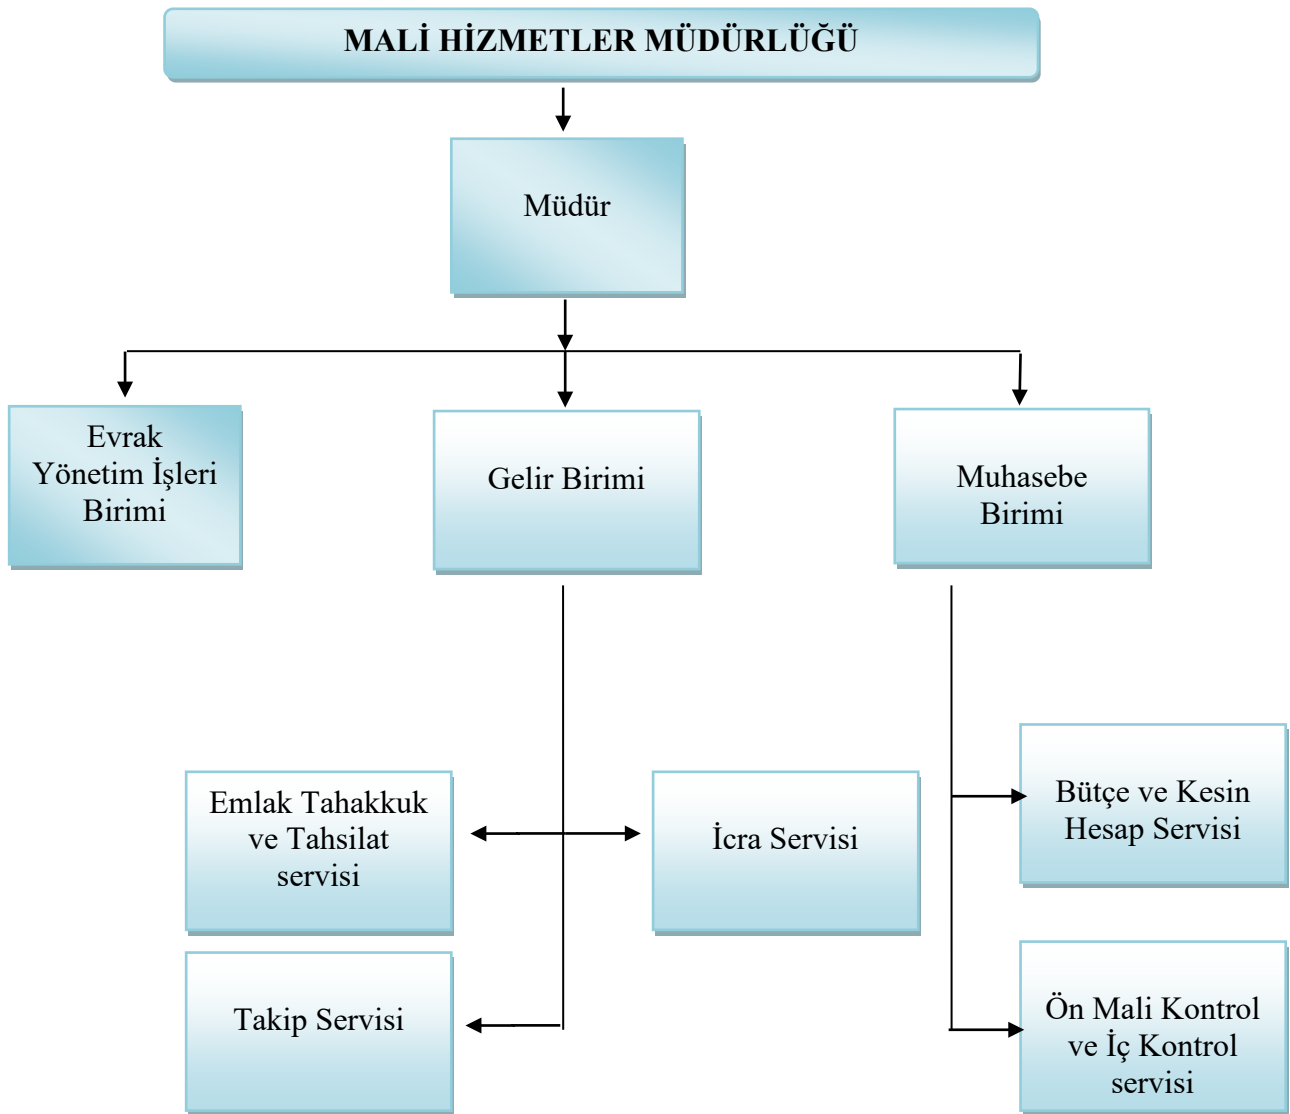 MALİ HİZMETLER MÜDÜRLÜĞÜ
Müdür
Evrak
Yönetim İşleri
Birimi
Gelir Birimi
Muhasebe
Birimi
Emlak Tahakkuk
ve Tahsilat
servisi
İcra Servisi
Bütçe ve Kesin
Hesap Servisi
Takip Servisi
Ön Mali Kontrol
ve İç Kontrol
servisi